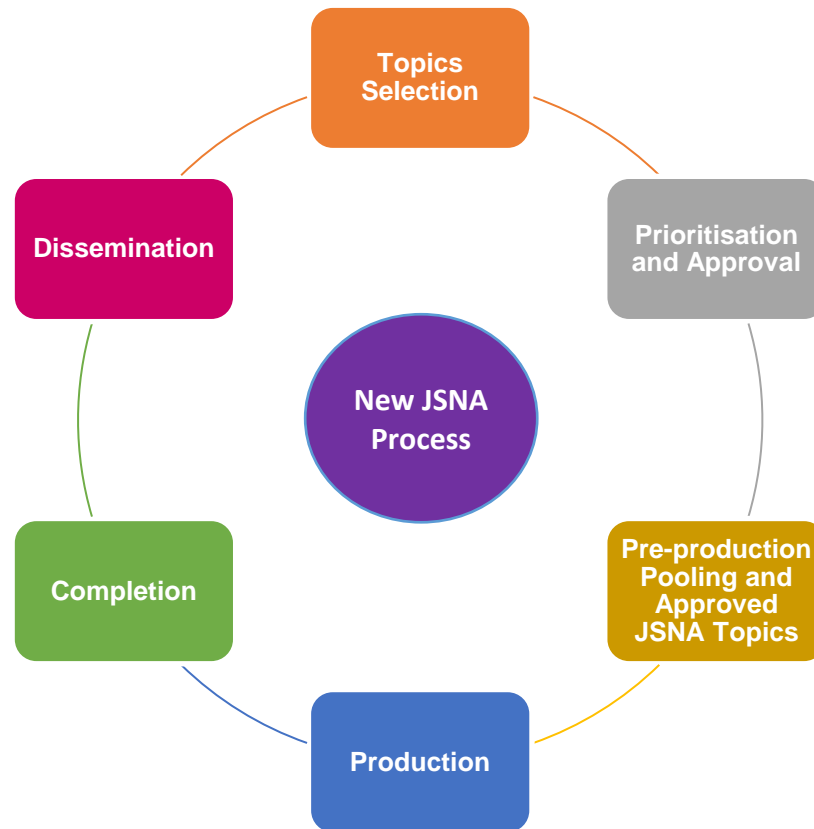 Topics
Selection
Prioritisation
and Approval
Pre-production
Pooling and
Approved
JSNA Topics
Production
Completion
Dissemination
New JSNA
Process